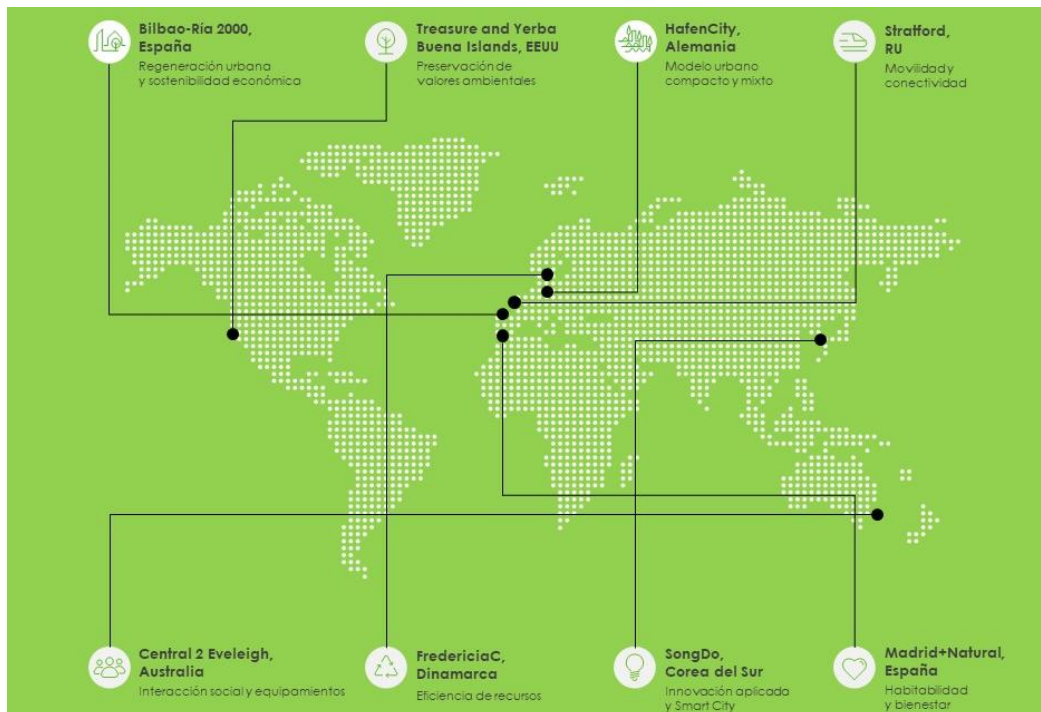 Bilbao-Ría 2000,
España
Regeneración urbana
y sostenibilidad económica
Treasure and Yerba
Buena Islands, EEUU
Preservación de
valores ambientales
HafenCity,
Alemania
Modelo urbano
compacto y mixto
Stratford,
RU
Movilidad y
conectividad
Central 2 Eveleigh,
Australia
Interacción social y equipamientos
FredericiaC,
Dinamarca
Eficiencia de recursos
SongDo,
Corea del Sur
Innovación aplicada
y Smart City
Madrid+Natural,
España
Habitabilidad
y bienestar